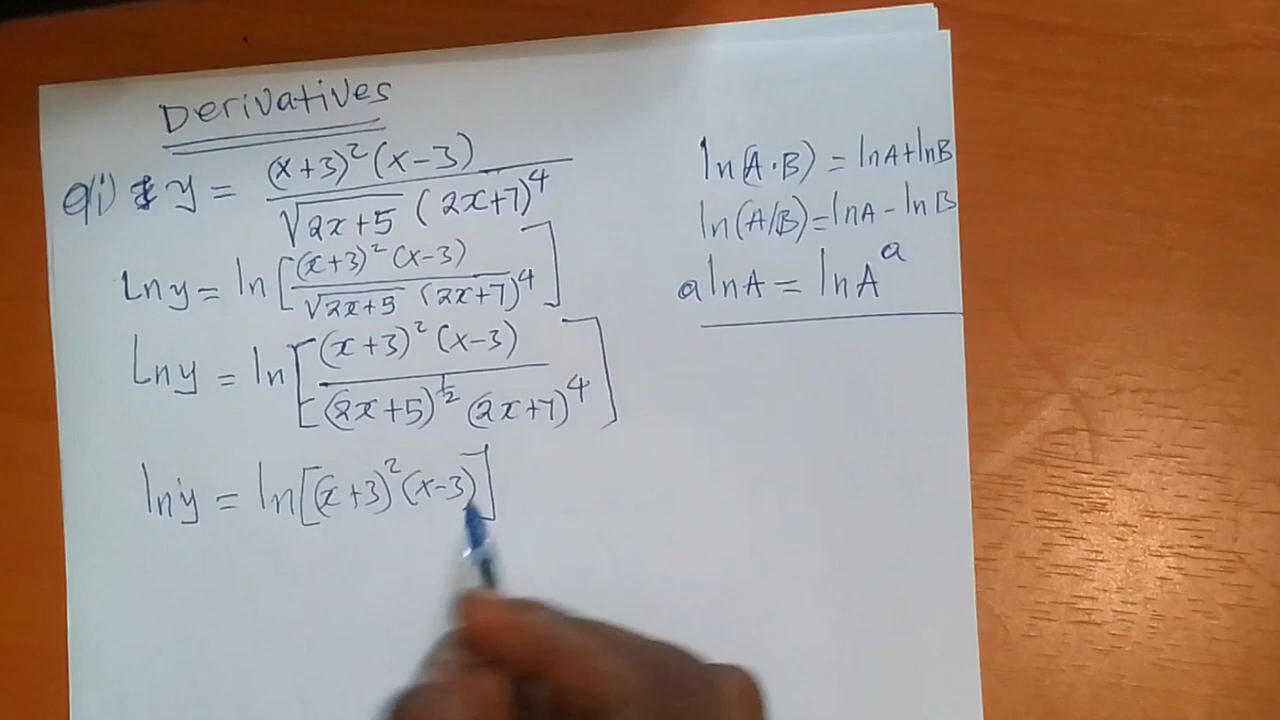 Derivatives
Q(i) y = (x+3)²(x-3) / √2x+5 (2x+7)⁴
Lny = ln[(x+3)²(x-3) / √2x+5 (2x+7)⁴]
Lny = ln[(x+3)²(x-3) / (2x+5)^½ (2x+7)⁴]
lny = ln[(x+3)²(x-3)]
ln(A·B) = lnA+lnB
ln(A/B)=lnA-lnB
alnA = lnA^a